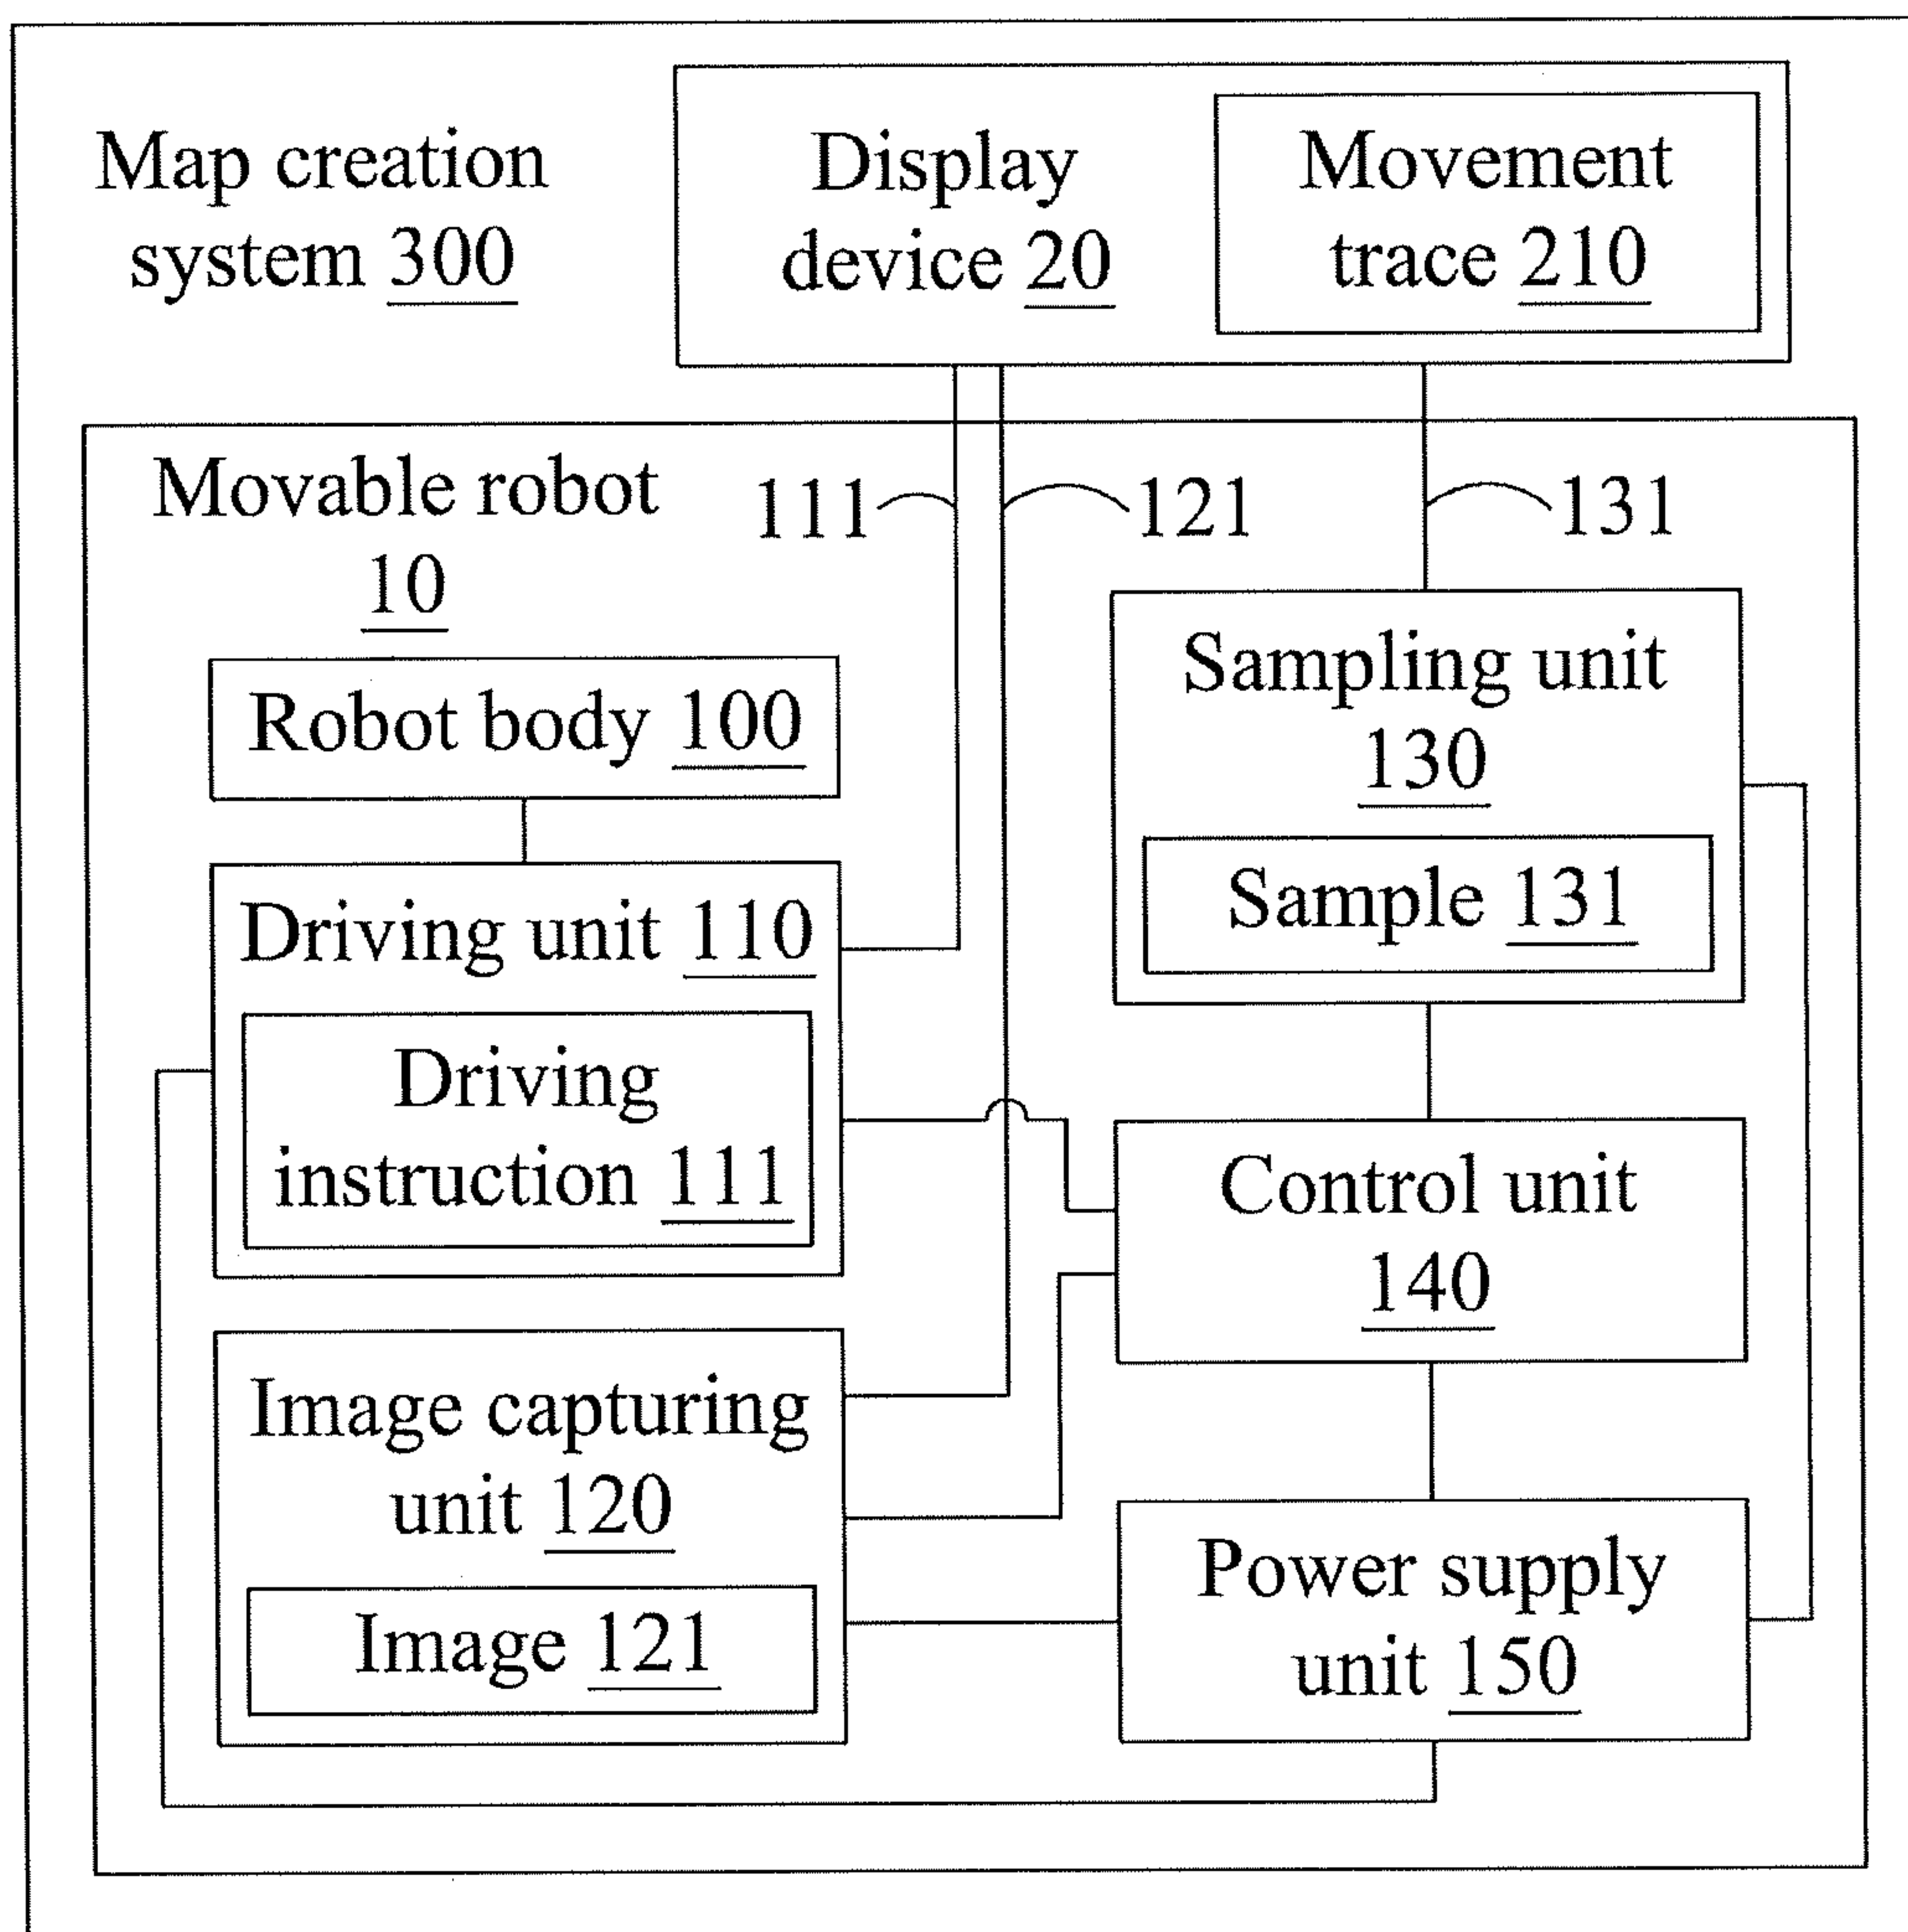 Map creation
system 300
Display
device 20
Movement
trace 210
Movable robot
10
111
121
131
Robot body 100
Sampling unit
130
Sample 131
Driving unit 110
Driving
instruction 111
Control unit
140
Image capturing
unit 120
Image 121
Power supply
unit 150